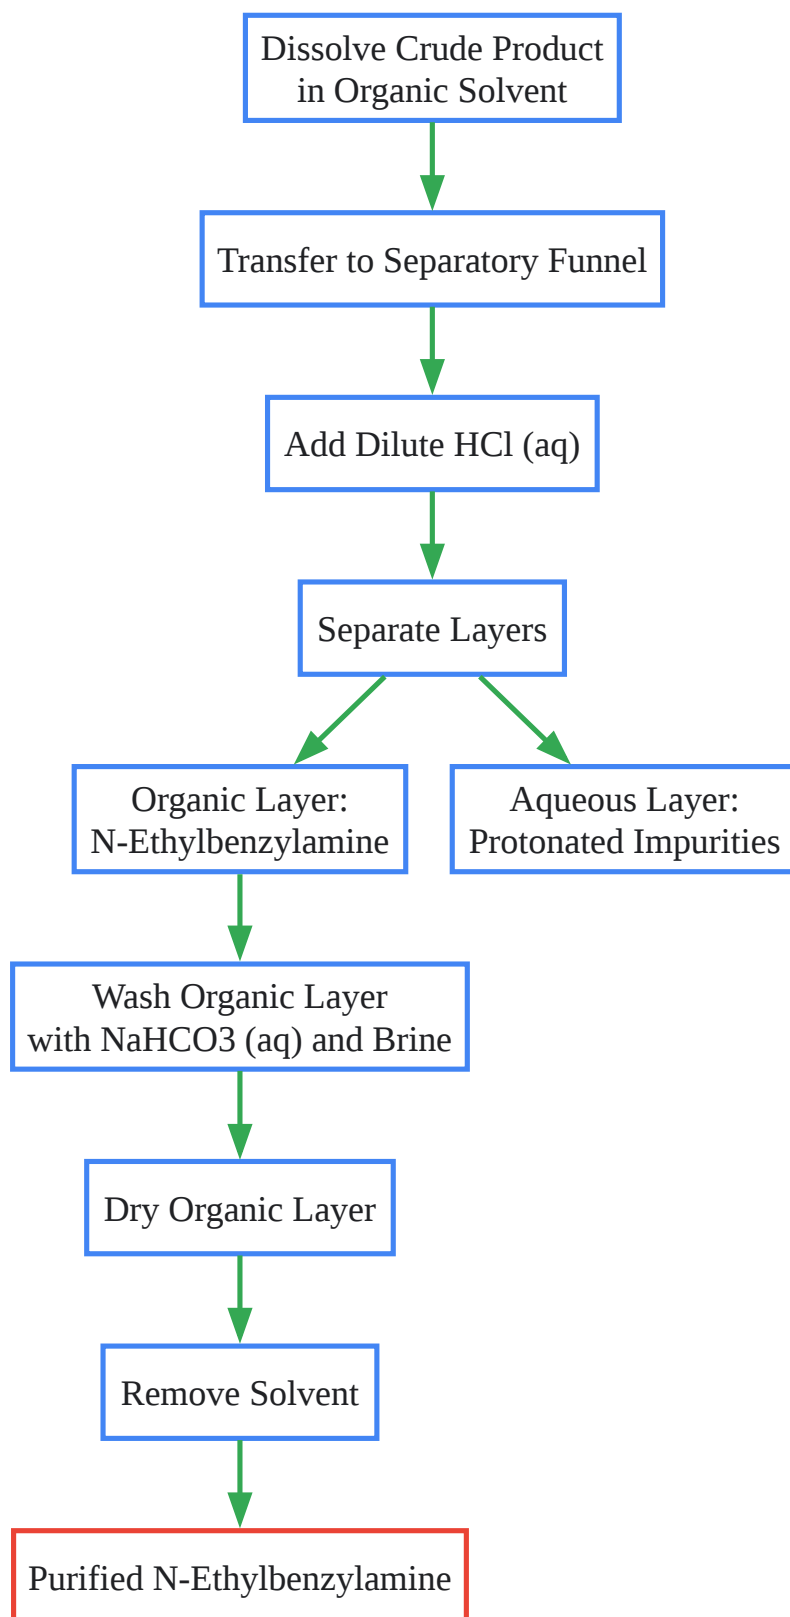 Dissolve Crude Product
in Organic Solvent
Transfer to Separatory Funnel
Add Dilute HCl (aq)
Separate Layers
Organic Layer:
N-Ethylbenzylamine
Aqueous Layer:
Protonated Impurities
Wash Organic Layer
with NaHCO3 (aq) and Brine
Dry Organic Layer
Remove Solvent
Purified N-Ethylbenzylamine